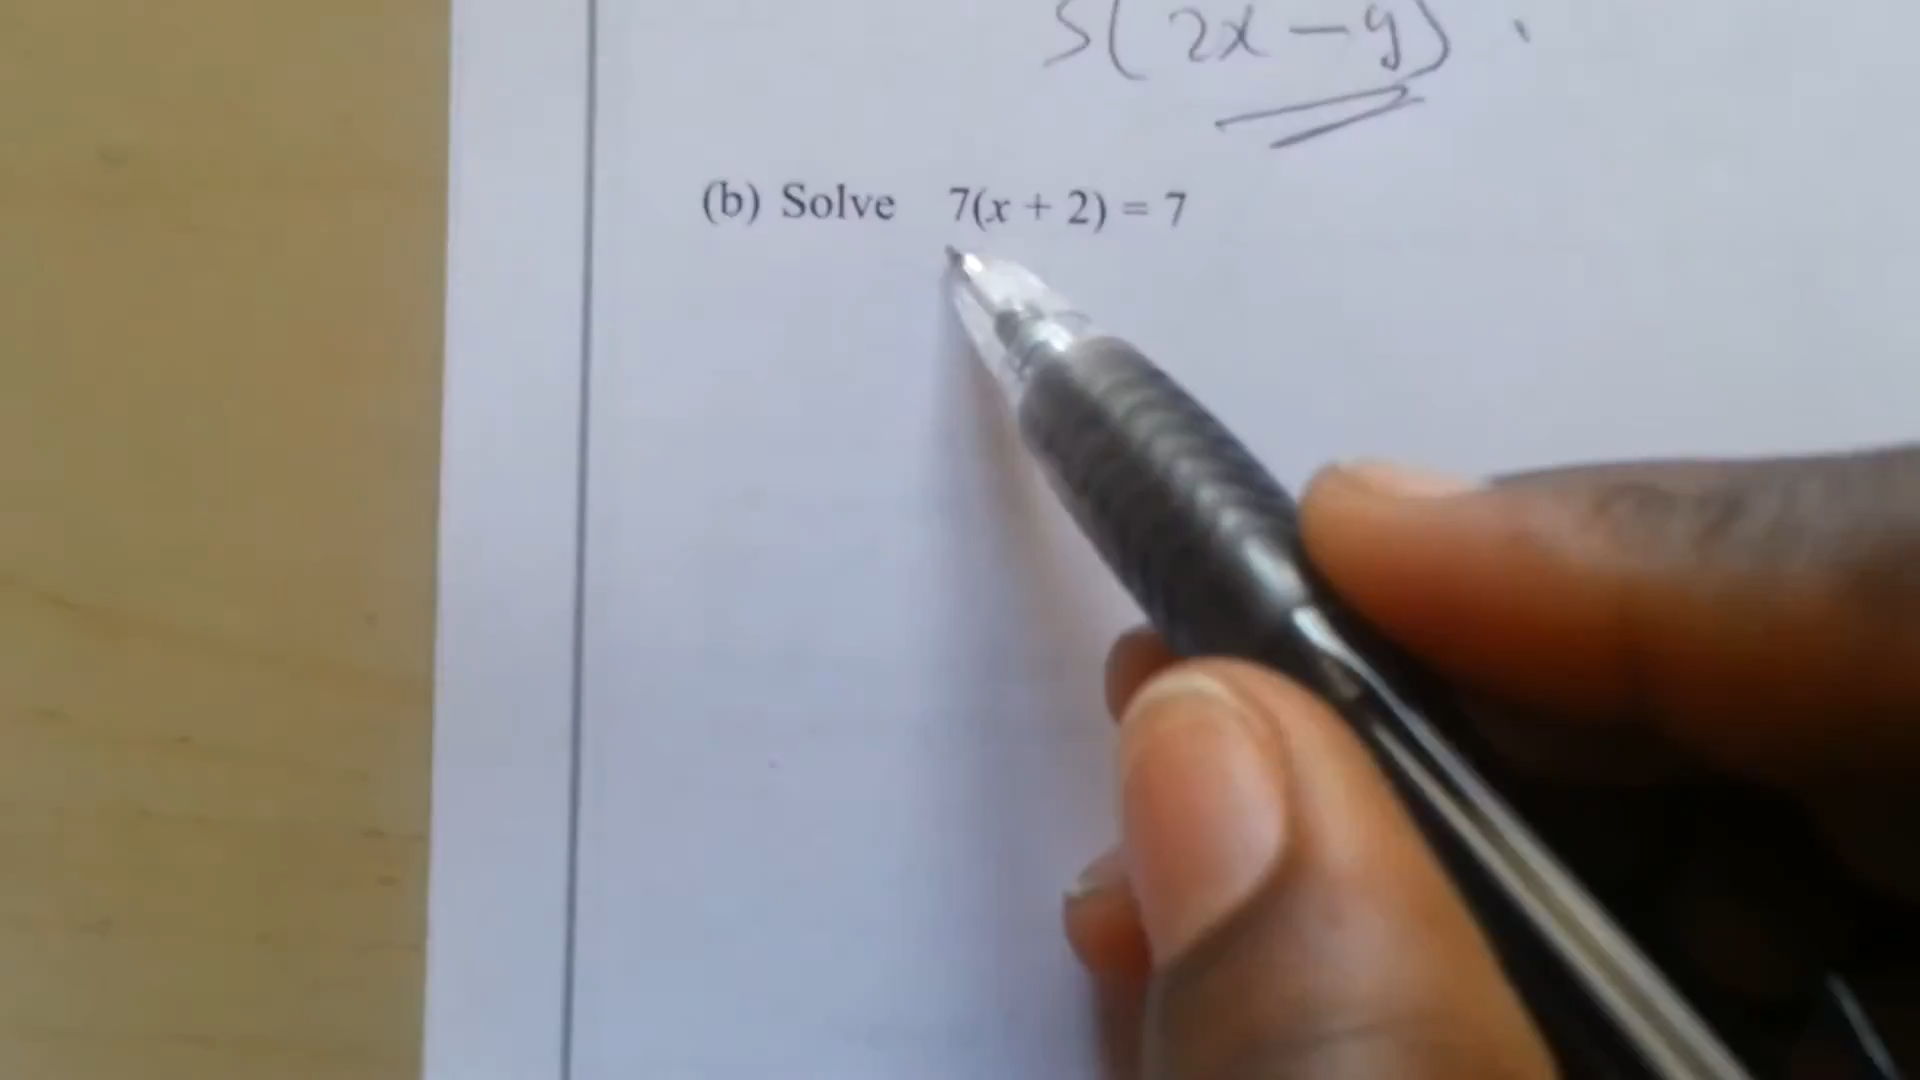 5(2x-y)
(b) Solve 7(x + 2) = 7